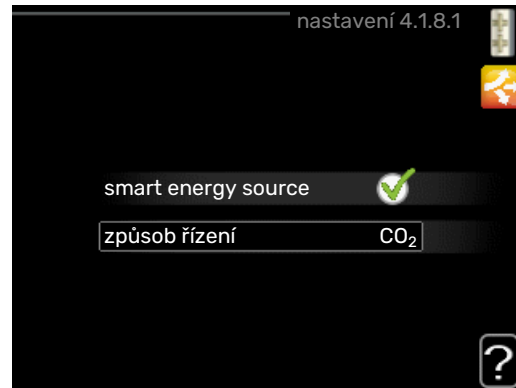 nastavení 4.1.8.1
smart energy source
způsob řízení CO₂
?